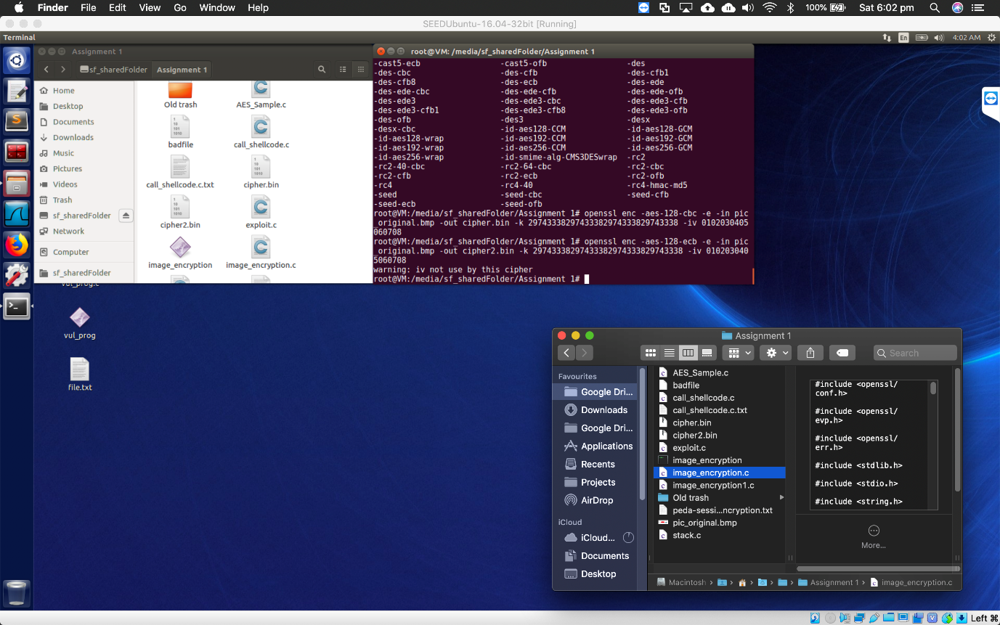 Finder File Edit View Go Window Help 100% Sat 6:02 pm
SEEDUbuntu-16.04-32bit [Running]
Terminal En 4:02 AM
Assignment 1
sf_sharedFolder Assignment 1
Home
Desktop
Documents
Downloads
Music
Pictures
Videos
Trash
sf_sharedFolder
Network
Computer
sf_sharedFolder
Old trash AES_Sample.c
badfile call_shellcode.c
call_shellcode.c.txt cipher.bin
cipher2.bin exploit.c
image_encryption image_encryption.c
vul_prog.c
vul_prog
file.txt
root@VM: /media/sf_sharedFolder/Assignment 1
-cast5-ecb -cast5-ofb -des
-des-cbc -des-cfb -des-cfb1
-des-cfb8 -des-ecb -des-ede
-des-ede-cbc -des-ede-cfb -des-ede-ofb
-des-ede3 -des-ede3-cbc -des-ede3-cfb
-des-ede3-cfb1 -des-ede3-cfb8 -des-ede3-ofb
-des-ofb -des3 -desx
-desx-cbc -id-aes128-CCM -id-aes128-GCM
-id-aes128-wrap -id-aes192-CCM -id-aes192-GCM
-id-aes192-wrap -id-aes256-CCM -id-aes256-GCM
-id-aes256-wrap -id-smime-alg-CMS3DESwrap -rc2
-rc2-40-cbc -rc2-64-cbc -rc2-cbc
-rc2-cfb -rc2-ecb -rc2-ofb
-rc4 -rc4-40 -rc4-hmac-md5
-seed -seed-cbc -seed-cfb
-seed-ecb -seed-ofb
root@VM:/media/sf_sharedFolder/Assignment 1# openssl enc -aes-128-cbc -e -in pic
_original.bmp -out cipher.bin -k 29743338297433382974333829743338 -iv 0102030405
060708
root@VM:/media/sf_sharedFolder/Assignment 1# openssl enc -aes-128-ecb -e -in pic
_original.bmp -out cipher2.bin -k 29743338297433382974333829743338 -iv 010203040
5060708
warning: iv not use by this cipher
root@VM:/media/sf_sharedFolder/Assignment 1#
Assignment 1
Search
Favourites
Google Dri...
Downloads
Google Dri...
Applications
Recents
Projects
AirDrop
iCloud
iCloud...
Documents
Desktop
AES_Sample.c
badfile
call_shellcode.c
call_shellcode.c.txt
cipher.bin
cipher2.bin
exploit.c
image_encryption
image_encryption.c
image_encryption1.c
Old trash
peda-sessi...ncryption.txt
pic_original.bmp
stack.c
#include <openssl/
conf.h>
#include <openssl/
evp.h>
#include <openssl/
err.h>
#include <stdlib.h>
#include <stdio.h>
#include <string.h>
More...
Macintosh › Assignment 1 › image_encryption.c
Left ⌘